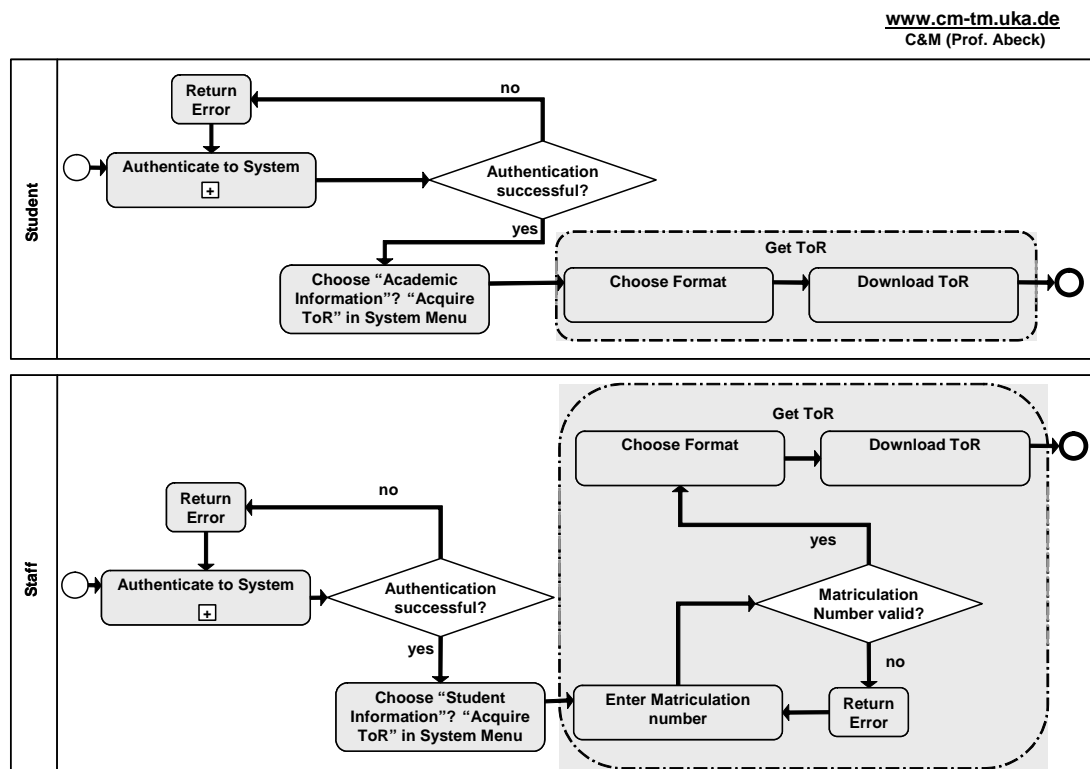 www.cm-tm.uka.de
C&M (Prof. Abeck)
Student
Return
Error
no
Authenticate to System
+
Authentication
successful?
yes
Choose “Academic
Information”? “Acquire
ToR” in System Menu
Get ToR
Choose Format
Download ToR
Staff
Return
Error
no
Authenticate to System
+
Authentication
successful?
yes
Choose “Student
Information”? “Acquire
ToR” in System Menu
Get ToR
Choose Format
Download ToR
yes
Matriculation
Number valid?
no
Enter Matriculation
number
Return
Error